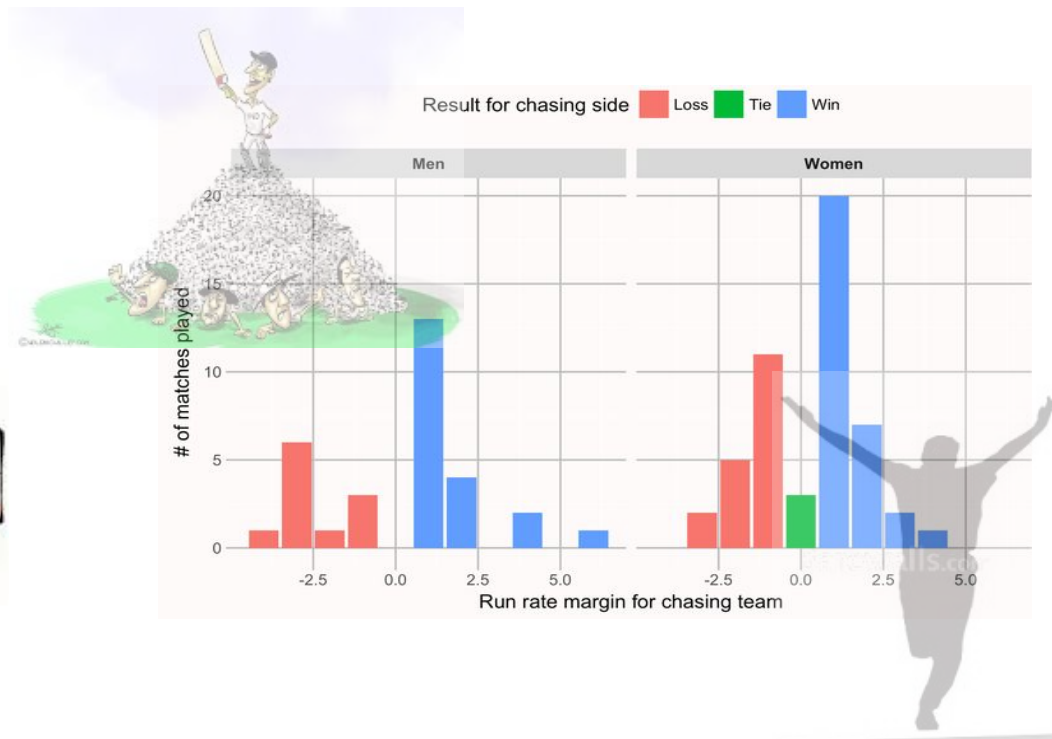 Result for chasing side Loss Tie Win
Men Women
# of matches played
20
15
10
5
0
-2.5 0.0 2.5 5.0 -2.5 0.0 2.5 5.0
Run rate margin for chasing team